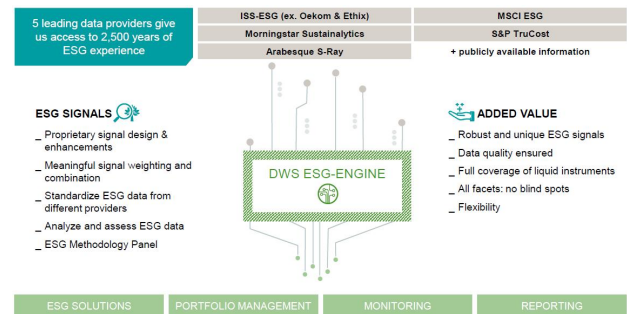 5 leading data providers give
us access to 2,500 years of
ESG experience
ISS-ESG (ex. Oekom & Ethix)
MSCI ESG
Morningstar Sustainalytics
S&P TruCost
Arabesque S-Ray
+ publicly available information
ESG SIGNALS
_ Proprietary signal design &
enhancements
_ Meaningful signal weighting and
combination
_ Standardize ESG data from
different providers
_ Analyze and assess ESG data
_ ESG Methodology Panel
DWS ESG-ENGINE
ADDED VALUE
_ Robust and unique ESG signals
_ Data quality ensured
_ Full coverage of liquid instruments
_ All facets: no blind spots
_ Flexibility
ESG SOLUTIONS
PORTFOLIO MANAGEMENT
MONITORING
REPORTING